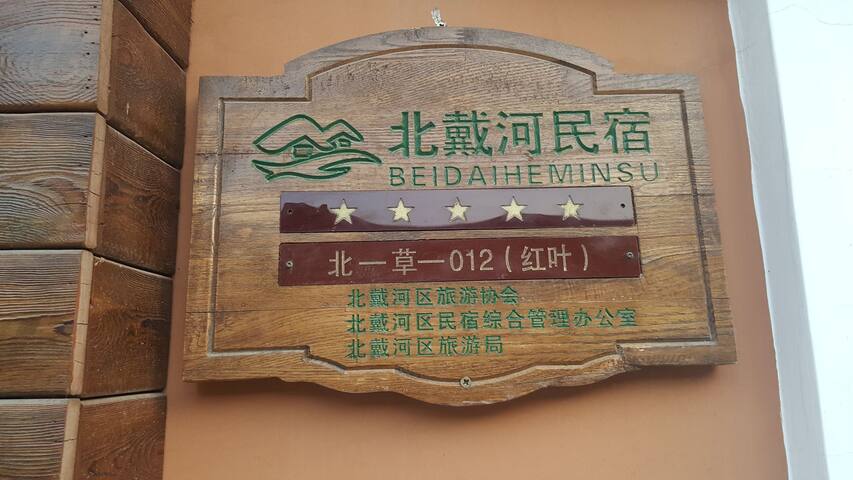 北戴河民宿
BEIDAIHEMINSU
北一草一012(红叶)
北戴河区旅游协会
北戴河区民宿综合管理办公室
北戴河区旅游局